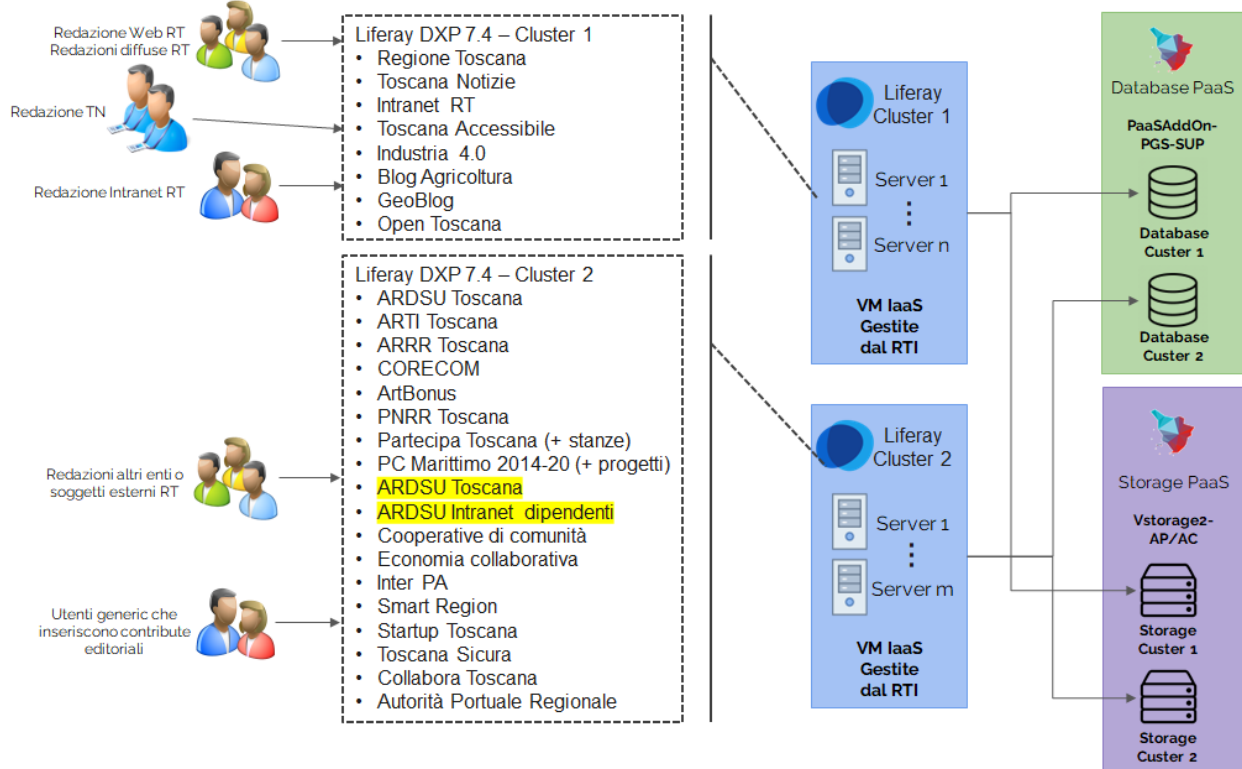 Redazione Web RT
Redazioni diffuse RT
Redazione TN
Redazione Intranet RT
Liferay DXP 7.4 – Cluster 1
• Regione Toscana
• Toscana Notizie
• Intranet RT
• Toscana Accessibile
• Industria 4.0
• Blog Agricoltura
• GeoBlog
• Open Toscana
Redazioni altri enti o
soggetti esterni RT
Utenti generic che
inseriscono contribute
editoriali
Liferay DXP 7.4 – Cluster 2
• ARDSU Toscana
• ARTI Toscana
• ARRR Toscana
• CORECOM
• ArtBonus
• PNRR Toscana
• Partecipa Toscana (+ stanze)
• PC Marittimo 2014-20 (+ progetti)
• ARDSU Toscana
• ARDSU Intranet dipendenti
• Cooperative di comunità
• Economia collaborativa
• Inter PA
• Smart Region
• Startup Toscana
• Toscana Sicura
• Collabora Toscana
• Autorità Portuale Regionale
Liferay
Cluster 1
Server 1
Server n
VM IaaS
Gestite
dal RTI
Liferay
Cluster 2
Server 1
Server m
VM IaaS
Gestite
dal RTI
Database PaaS
PaaSAddOn-
PGS-SUP
Database
Custer 1
Database
Custer 2
Storage PaaS
Vstorage2-
AP/AC
Storage
Custer 1
Storage
Custer 2